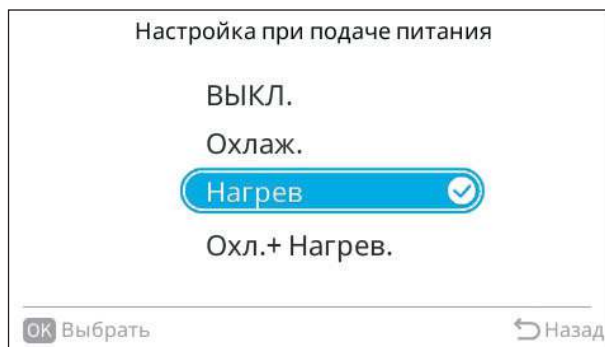 Настройка при подаче питания
ВЫКЛ.
Охлаж.
Нагрев
Охл.+ Нагрев.
OK Выбрать
Назад